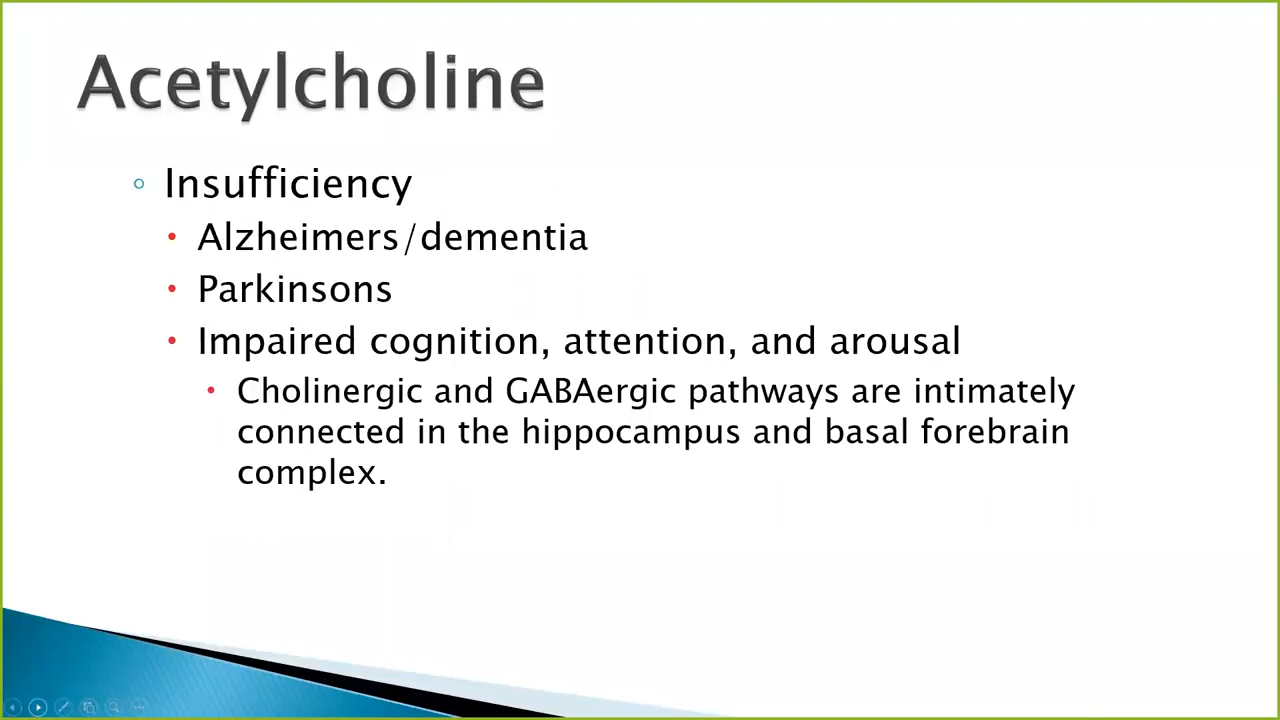 Acetylcholine
Insufficiency
Alzheimers/dementia
Parkinsons
Impaired cognition, attention, and arousal
Cholinergic and GABAergic pathways are intimately
connected in the hippocampus and basal forebrain
complex.